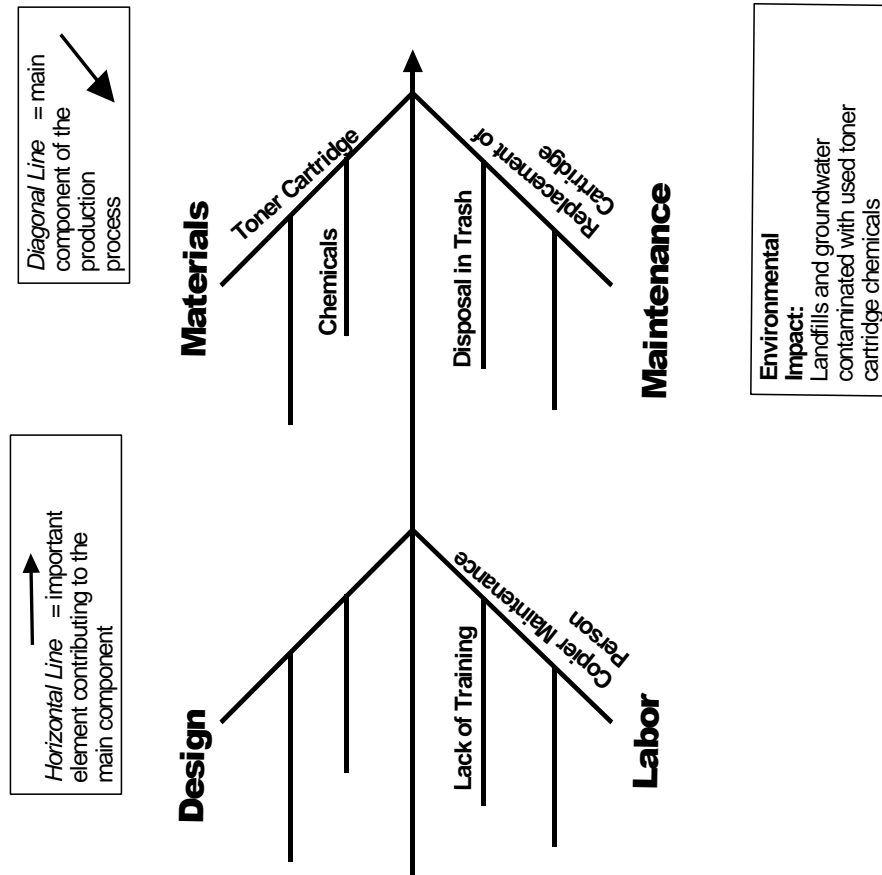 Horizontal Line = important
element contributing to the
main component
Diagonal Line = main
component of the
production
process
Design
Materials
Toner Cartridge
Chemicals
Lack of Training
Copier Maintenance
Person
Labor
Disposal in Trash
Replacement of
Cartridge
Maintenance
Environmental
Impact:
Landfills and groundwater
contaminated with used toner
cartridge chemicals